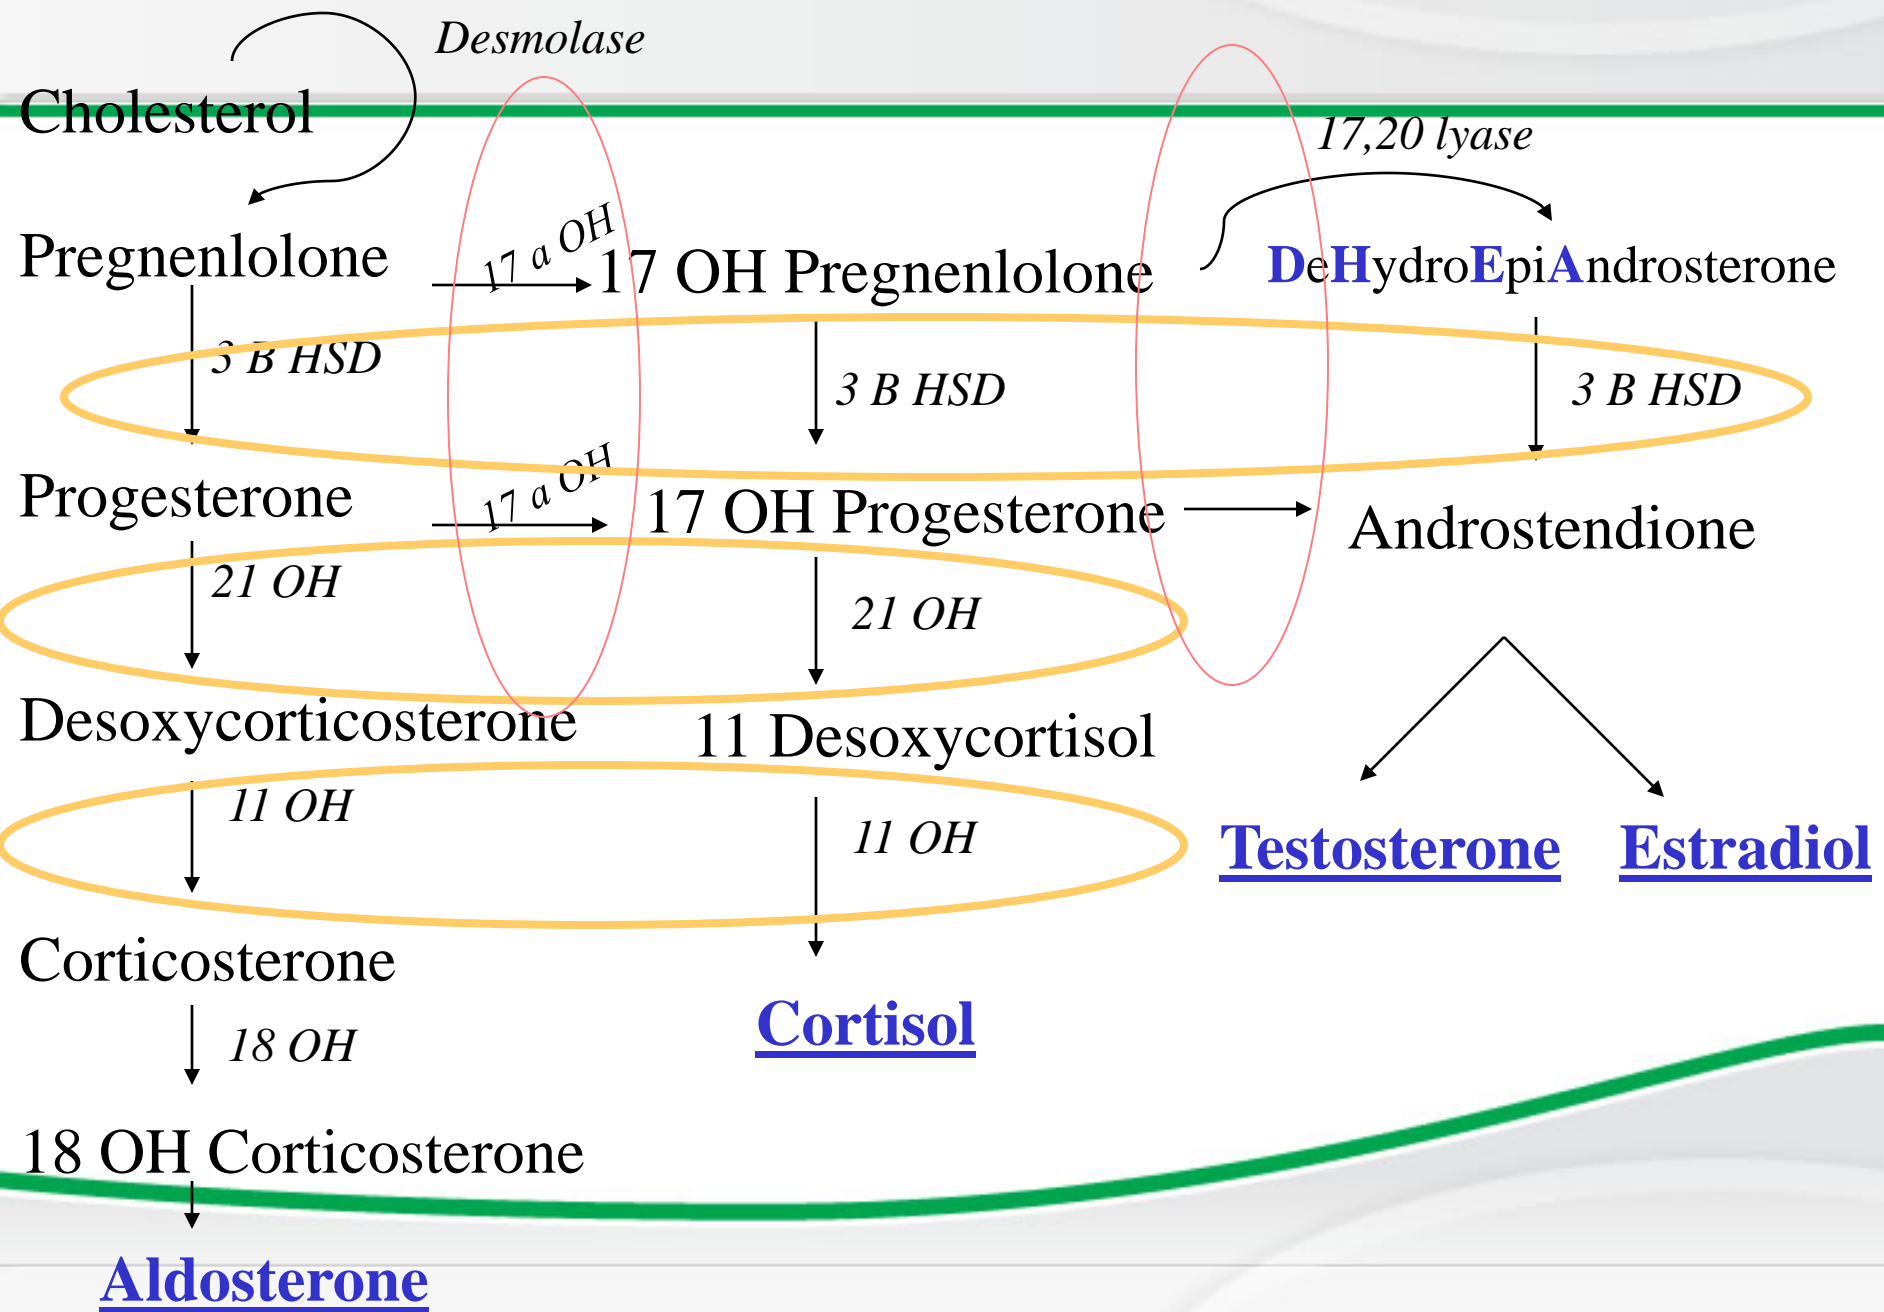 Desmolase
Cholesterol
17,20 lyase
Pregnenlolone
17 a OH
17 OH Pregnenlolone
DeHydroEpiAndrosterone
3 B HSD
3 B HSD
3 B HSD
Progesterone
17 a OH
17 OH Progesterone
Androstendione
21 OH
21 OH
Desoxycorticosterone
11 Desoxycortisol
11 OH
11 OH
Testosterone
Estradiol
Corticosterone
Cortisol
18 OH
18 OH Corticosterone
Aldosterone